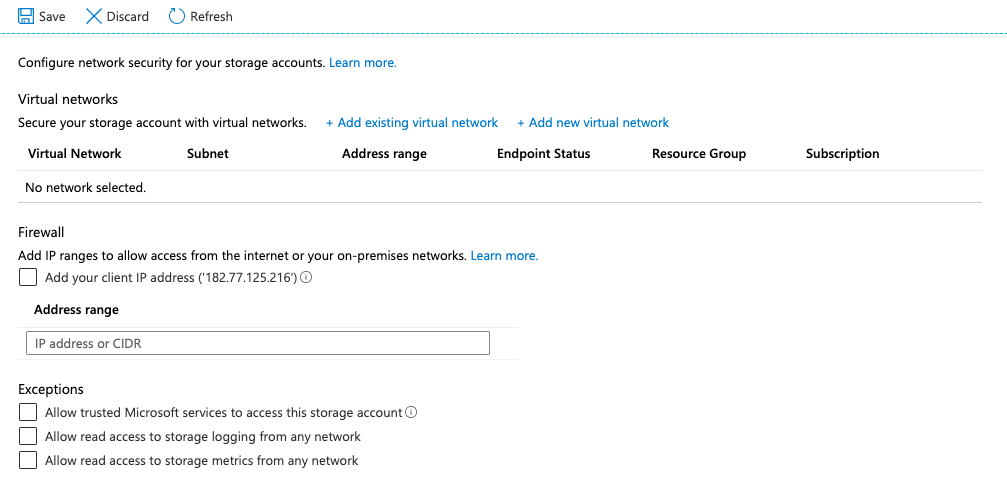 Save Discard Refresh
Configure network security for your storage accounts. Learn more.
Virtual networks
Secure your storage account with virtual networks. + Add existing virtual network + Add new virtual network
Virtual Network Subnet Address range Endpoint Status Resource Group Subscription
No network selected.
Firewall
Add IP ranges to allow access from the internet or your on-premises networks. Learn more.
Add your client IP address ('182.77.125.216')
Address range
IP address or CIDR
Exceptions
Allow trusted Microsoft services to access this storage account
Allow read access to storage logging from any network
Allow read access to storage metrics from any network